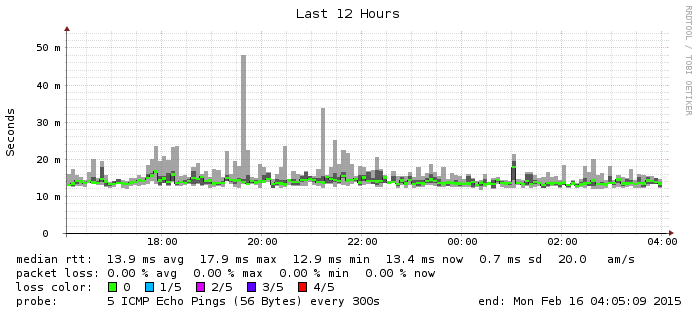 Last 12 Hours
RRDTOOL / TOBI OETIKER
Seconds
50 m
40 m
30 m
20 m
10 m
0
18:00 20:00 22:00 00:00 02:00 04:00
median rtt: 13.9 ms avg 17.9 ms max 12.9 ms min 13.4 ms now 0.7 ms sd 20.0 am/s
packet loss: 0.00 % avg 0.00 % max 0.00 % min 0.00 % now
loss color: 0 1/5 2/5 3/5 4/5
probe: 5 ICMP Echo Pings (56 Bytes) every 300s end: Mon Feb 16 04:05:09 2015